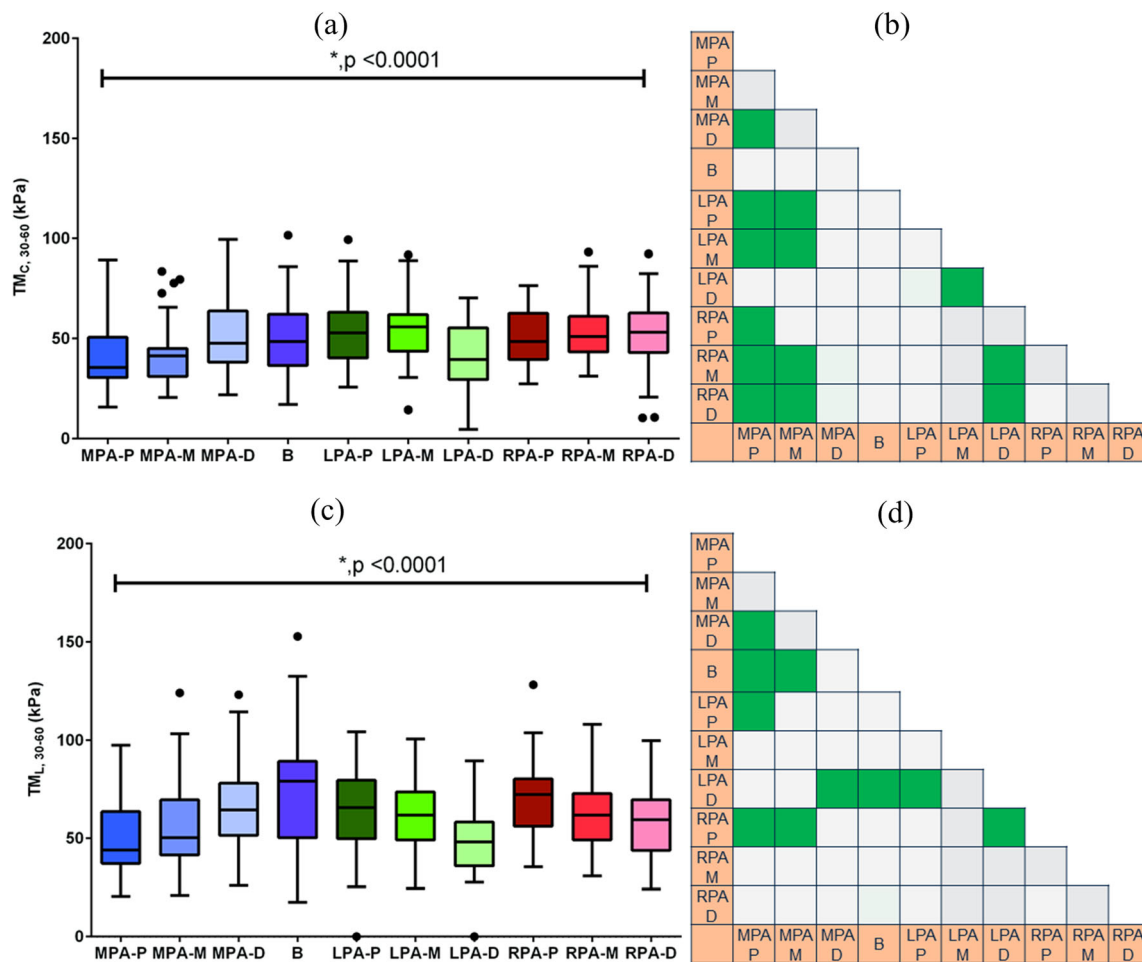 (a)
*,p <0.0001
TM_C, 30-60 (kPa)
200
150
100
50
0
MPA-P MPA-M MPA-D B LPA-P LPA-M LPA-D RPA-P RPA-M RPA-D
(b)
MPA
P
MPA
M
MPA
D
B
LPA
P
LPA
M
LPA
D
RPA
P
RPA
M
RPA
D
MPA MPA MPA B LPA LPA LPA RPA RPA RPA
P M D P M D P M D
(c)
*,p <0.0001
TM_L, 30-60 (kPa)
200
150
100
50
0
MPA-P MPA-M MPA-D B LPA-P LPA-M LPA-D RPA-P RPA-M RPA-D
(d)
MPA
P
MPA
M
MPA
D
B
LPA
P
LPA
M
LPA
D
RPA
P
RPA
M
RPA
D
MPA MPA MPA B LPA LPA LPA RPA RPA RPA
P M D P M D P M D